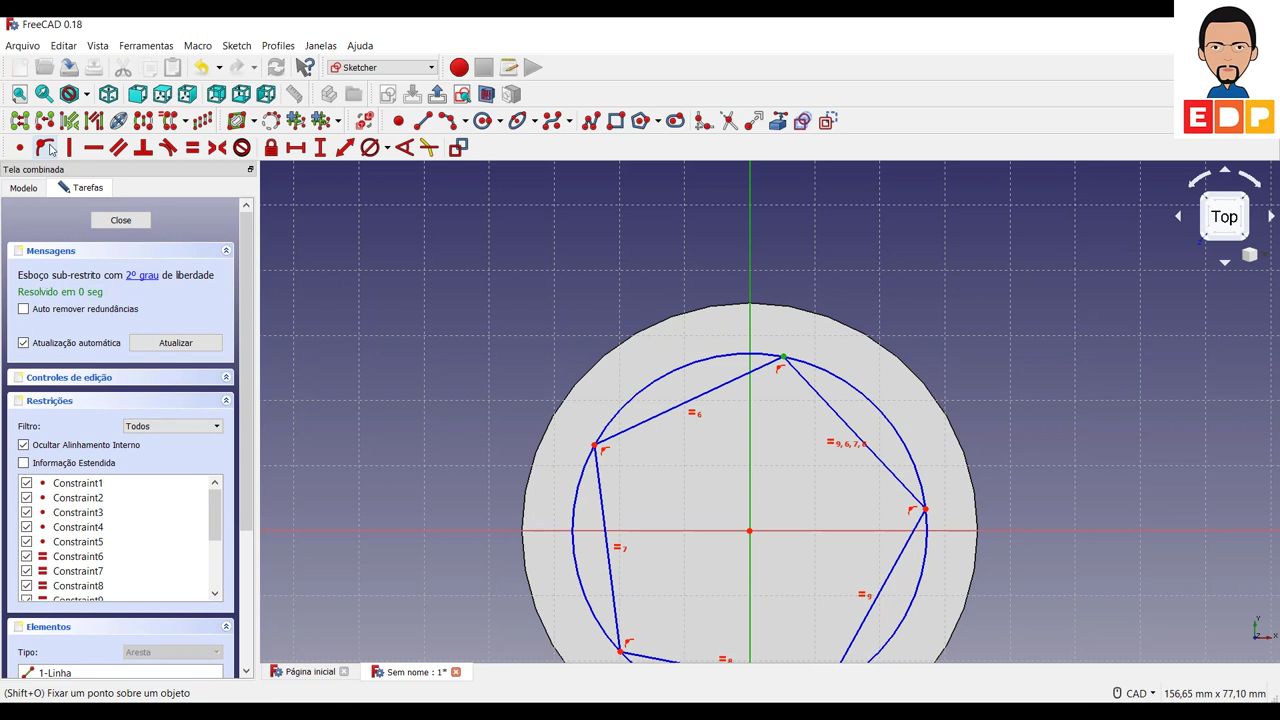 FreeCAD 0.18
Arquivo Editar Vista Ferramentas Macro Sketch Profiles Janelas Ajuda
Sketcher
EDP
Tela combinada
Modelo Tarefas
Close
Mensagens
Esboço sub-restrito com 2º grau de liberdade
Resolvido em 0 seg
Auto remover redundâncias
Atualização automática Atualizar
Controles de edição
Restrições
Filtro: Todos
Ocultar Alinhamento Interno
Informação Estendida
Constraint1
Constraint2
Constraint3
Constraint4
Constraint5
Constraint6
Constraint7
Constraint8
Constraint9
Elementos
Tipo: Aresta
1-Linha
Top
6
9, 6, 7, 8
7
9
8
Y
Z X
Página inicial Sem nome : 1*
(Shift+O) Fixar um ponto sobre um objeto CAD 156,65 mm x 77,10 mm